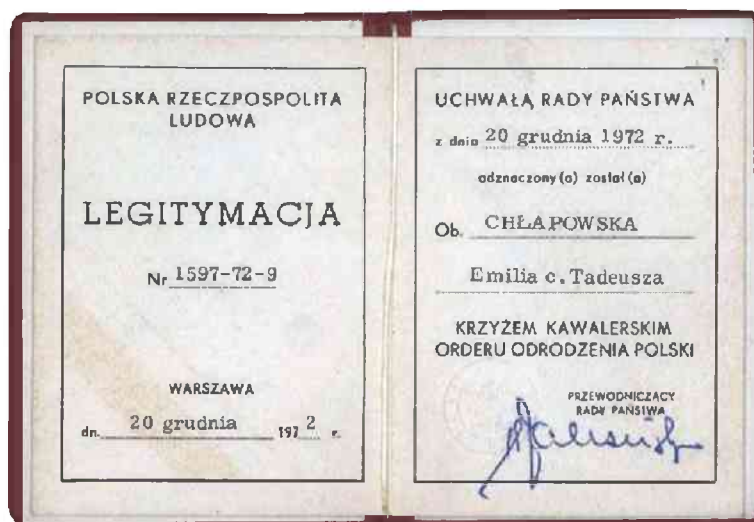 POLSKA RZECZPOSPOLITA
LUDOWA
LEGITYMACJA
Nr 1597-72-9
WARSZAWA
dn. 20 grudnia 1972 r.
UCHWAŁĄ RADY PAŃSTWA
z dnia 20 grudnia 1972 r.
odznaczony(a) został(a)
Ob. CHŁAPOWSKA
Emilia c. Tadeusza
KRZYŻEM KAWALERSKIM
ORDERU ODRODZENIA POLSKI
PRZEWODNICZĄCY
RADY PAŃSTWA